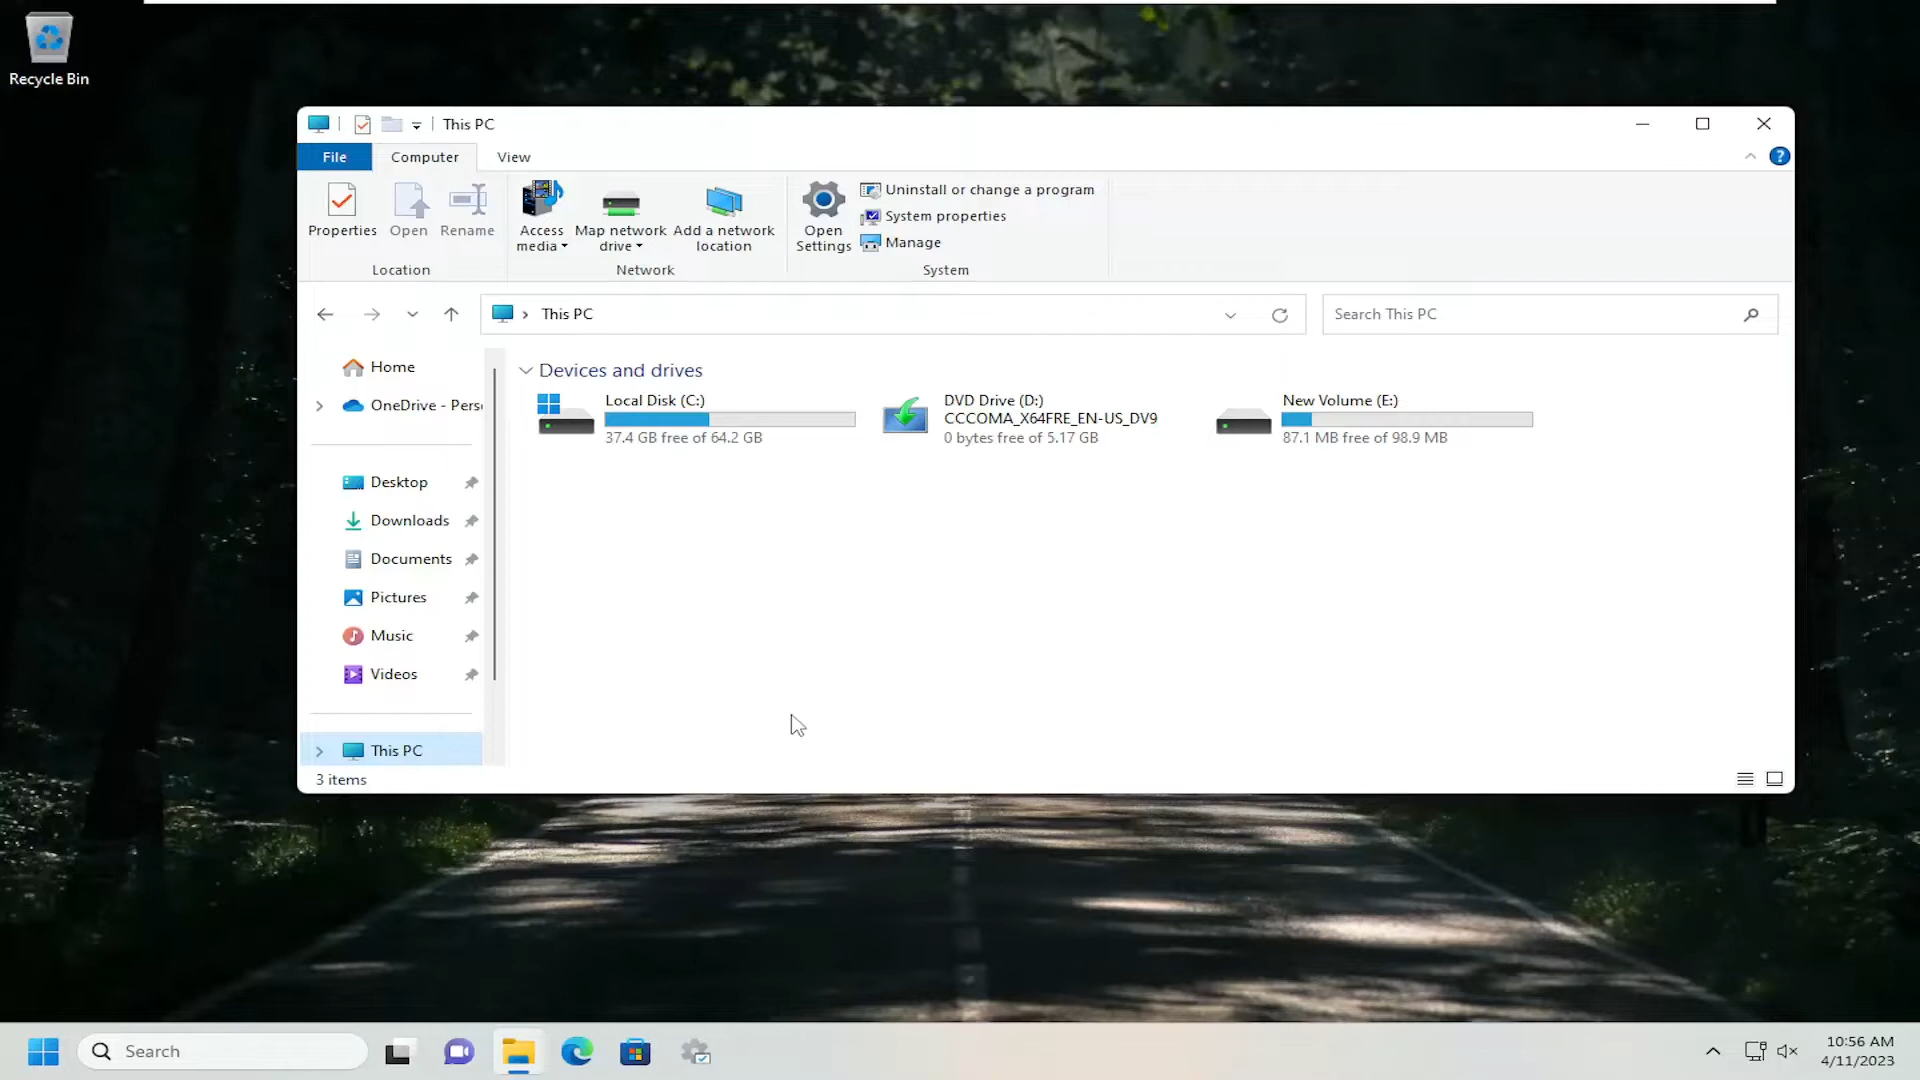 Recycle Bin
This PC
File
Computer
View
Properties
Open
Rename
Access
media
Map network
drive
Add a network
location
Open
Settings
Uninstall or change a program
System properties
Manage
Location
Network
System
This PC
Search This PC
Home
OneDrive - Pers
Desktop
Downloads
Documents
Pictures
Music
Videos
This PC
Devices and drives
Local Disk (C:)
37.4 GB free of 64.2 GB
DVD Drive (D:)
CCCOMA_X64FRE_EN-US_DV9
0 bytes free of 5.17 GB
New Volume (E:)
87.1 MB free of 98.9 MB
3 items
Search
10:56 AM
4/11/2023